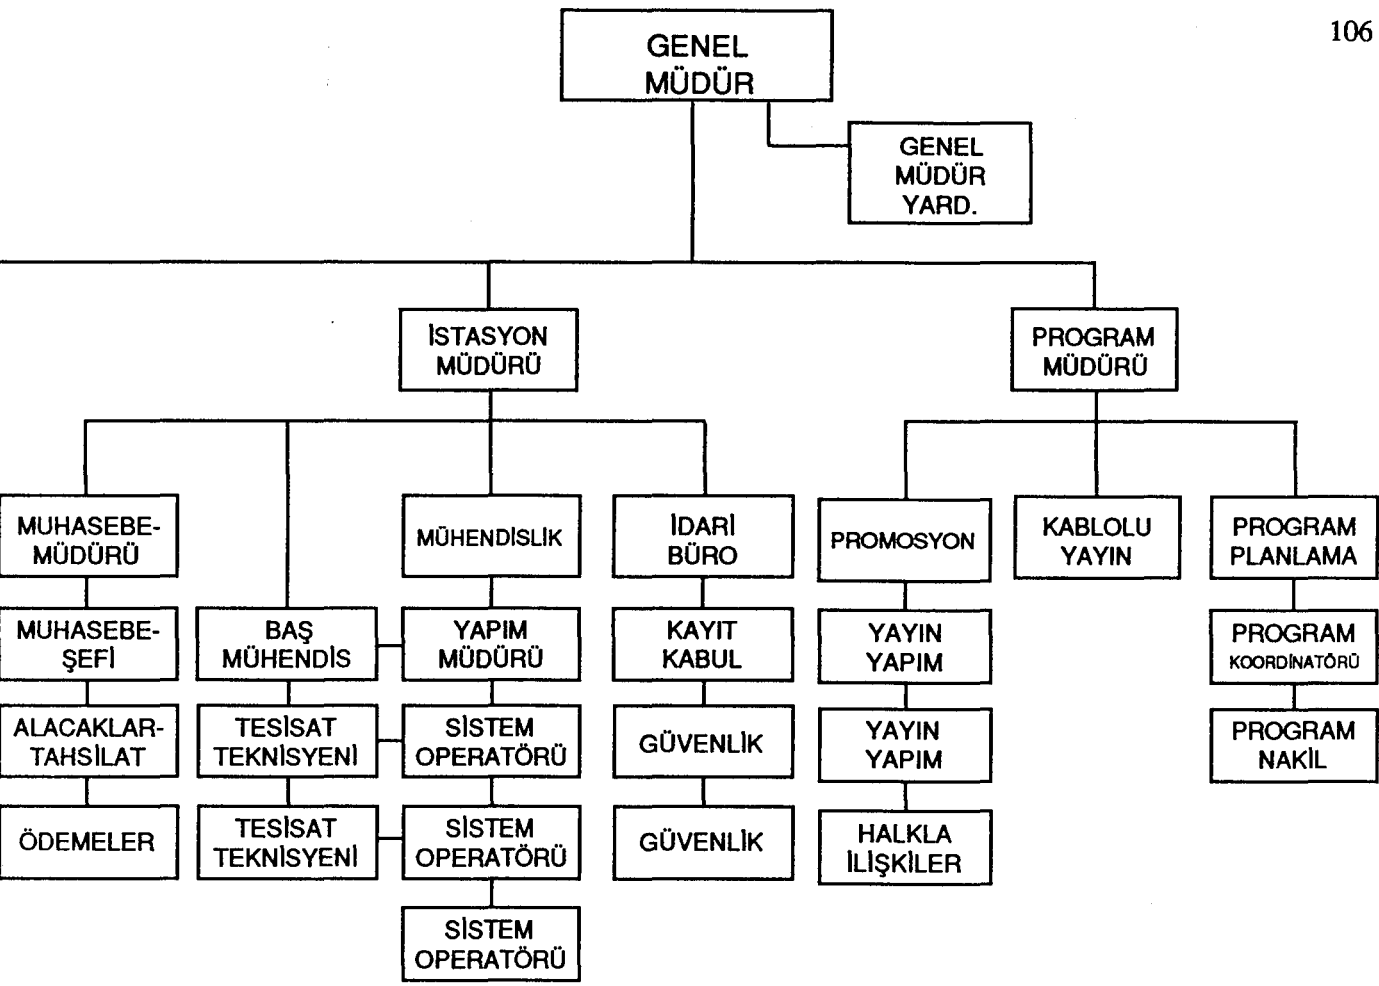 106
GENEL
MÜDÜR
GENEL
MÜDÜR
YARD.
İSTASYON
MÜDÜRÜ
PROGRAM
MÜDÜRÜ
MUHASEBE-
MÜDÜRÜ
MÜHENDİSLİK
İDARİ
BÜRO
PROMOSYON
KABLOLU
YAYIN
PROGRAM
PLANLAMA
MUHASEBE-
ŞEFİ
BAŞ
MÜHENDİS
YAPIM
MÜDÜRÜ
KAYIT
KABUL
YAYIN
YAPIM
PROGRAM
KOORDİNATÖRÜ
ALACAKLAR-
TAHSİLAT
TESİSAT
TEKNİSYENİ
SİSTEM
OPERATÖRÜ
GÜVENLİK
YAYIN
YAPIM
PROGRAM
NAKİL
ÖDEMELER
TESİSAT
TEKNİSYENİ
SİSTEM
OPERATÖRÜ
GÜVENLİK
HALKLA
İLİŞKİLER
SİSTEM
OPERATÖRÜ